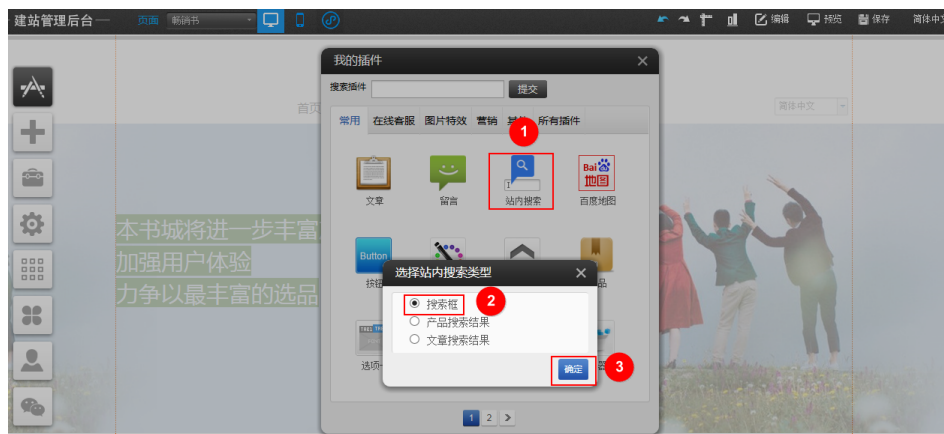 建站管理后台 页面 畅销书 编辑 预览 保存 简体中文
我的插件
搜索插件 提交
首页
简体中文
常用 在线客服 图片特效 营销 其他 所有插件
1
Bai 地图
文章 留言 站内搜索 百度地图
本书城将进一步丰富
加强用户体验
力争以最丰富的选品
Button
选择站内搜索类型
搜索框
2
产品搜索结果
文章搜索结果
确定
3
1 2